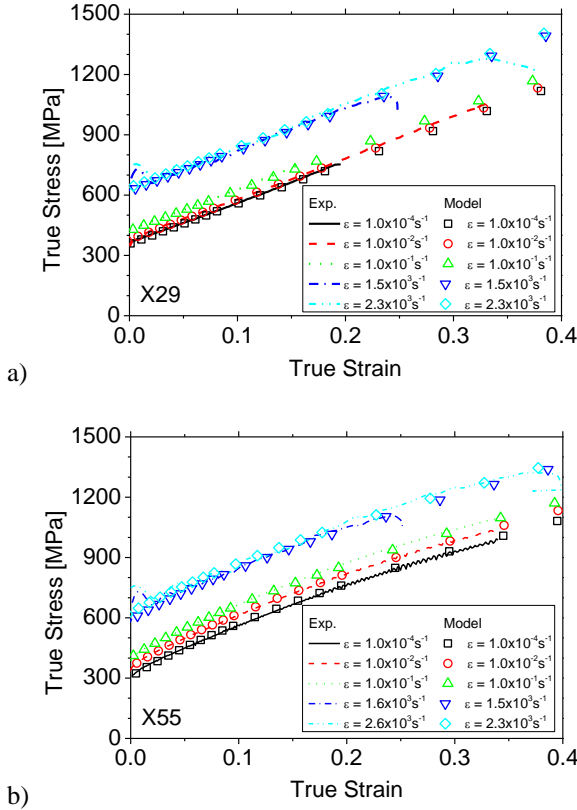 1500
1200
900
600
300
0
True Stress [MPa]
Exp. Model
ε = 1.0x10⁻⁴s⁻¹ ε = 1.0x10⁻⁴s⁻¹
ε = 1.0x10⁻²s⁻¹ ε = 1.0x10⁻²s⁻¹
ε = 1.0x10⁻¹s⁻¹ ε = 1.0x10⁻¹s⁻¹
ε = 1.5x10³s⁻¹ ε = 1.5x10³s⁻¹
ε = 2.3x10³s⁻¹ ε = 2.3x10³s⁻¹
X29
0.0 0.1 0.2 0.3 0.4
True Strain
a)
1500
1200
900
600
300
0
True Stress [MPa]
Exp. Model
ε = 1.0x10⁻⁴s⁻¹ ε = 1.0x10⁻⁴s⁻¹
ε = 1.0x10⁻²s⁻¹ ε = 1.0x10⁻²s⁻¹
ε = 1.0x10⁻¹s⁻¹ ε = 1.0x10⁻¹s⁻¹
ε = 1.6x10³s⁻¹ ε = 1.5x10³s⁻¹
ε = 2.6x10³s⁻¹ ε = 2.3x10³s⁻¹
X55
0.0 0.1 0.2 0.3 0.4
True Strain
b)